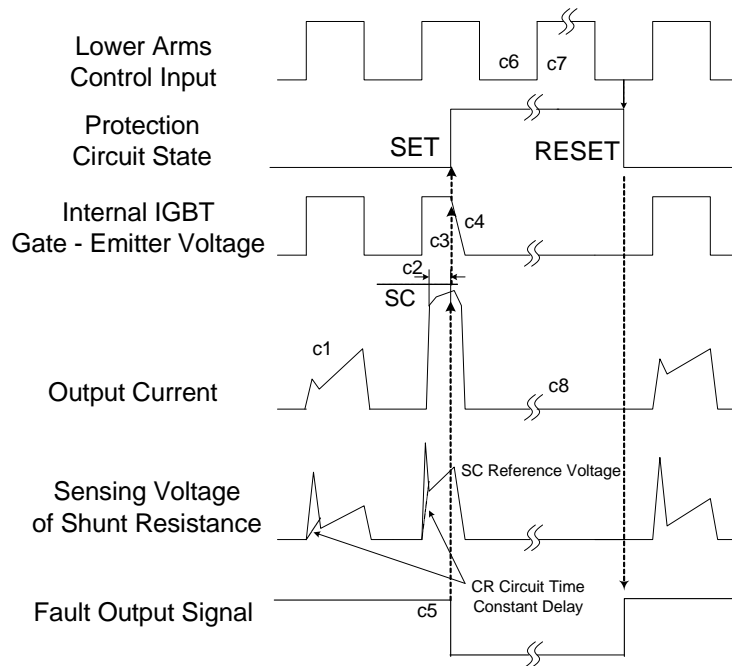 Lower Arms
Control Input
c6
c7
Protection
Circuit State
SET
RESET
Internal IGBT
Gate - Emitter Voltage
c4
c3
c2
SC
c1
Output Current
c8
SC Reference Voltage
Sensing Voltage
of Shunt Resistance
CR Circuit Time
Constant Delay
Fault Output Signal
c5